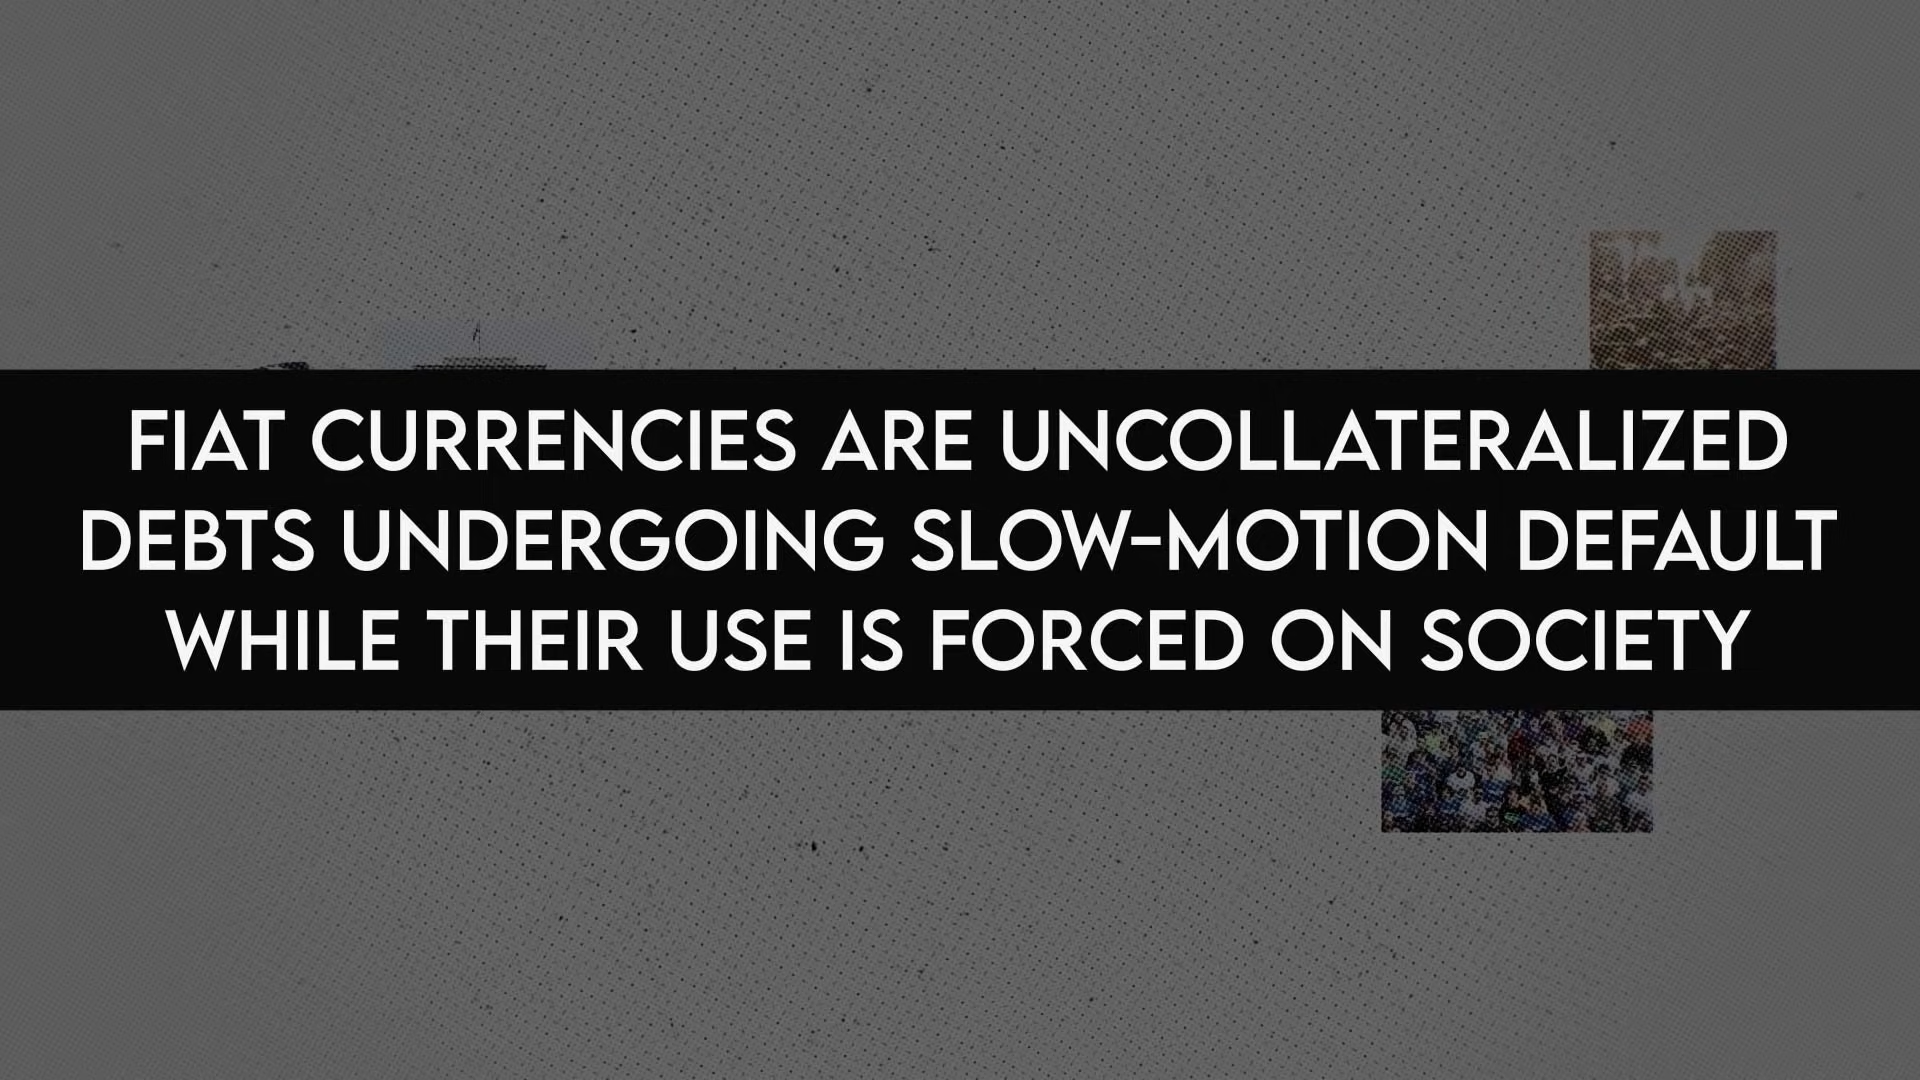 FIAT CURRENCIES ARE UNCOLLATERALIZED
DEBTS UNDERGOING SLOW-MOTION DEFAULT
WHILE THEIR USE IS FORCED ON SOCIETY